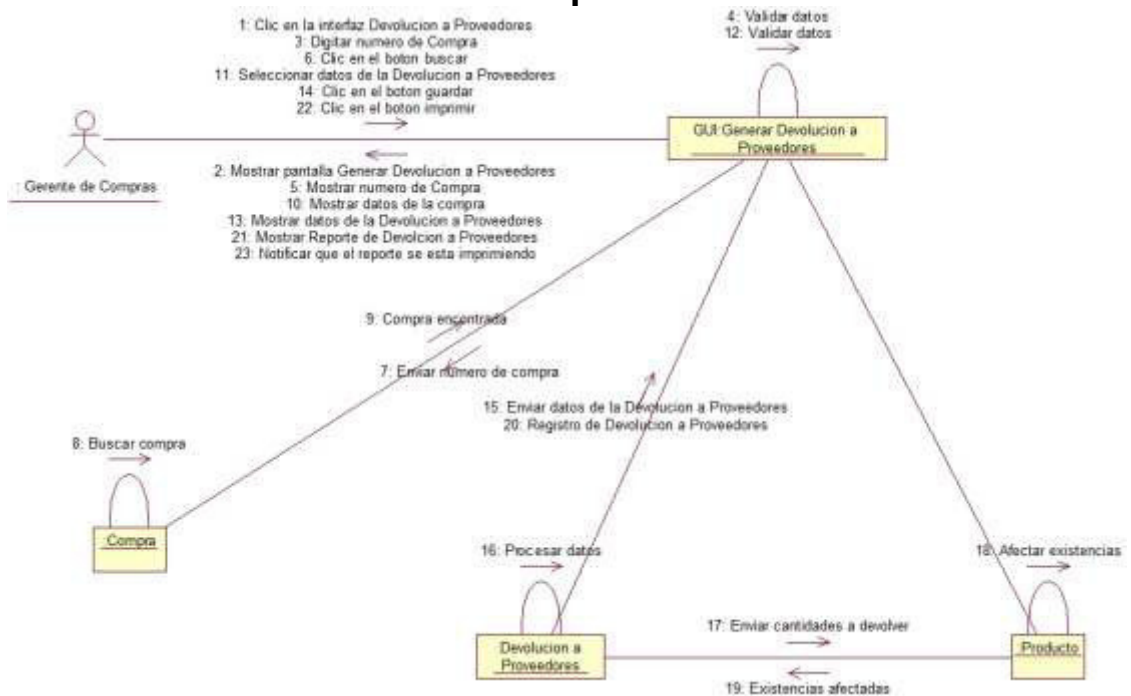 1: Clic en la interfaz Devolucion a Proveedores
3: Digitar numero de Compra
6: Clic en el boton buscar
11: Seleccionar datos de la Devolucion a Proveedores
14: Clic en el boton guardar
22: Clic en el boton imprimir
4: Validar datos
12: Validar datos
GUI:Generar Devolucion a
Proveedores
: Gerente de Compras
2: Mostrar pantalla Generar Devolucion a Proveedores
5: Mostrar numero de Compra
10: Mostrar datos de la compra
13: Mostrar datos de la Devolucion a Proveedores
21: Mostrar Reporte de Devolcion a Proveedores
23: Notificar que el reporte se esta imprimiendo
9: Compra encontrada
7: Enviar numero de compra
15: Enviar datos de la Devolucion a Proveedores
20: Registro de Devolucion a Proveedores
8: Buscar compra
:Compra
16: Procesar datos
18: Afectar existencias
17: Enviar cantidades a devolver
Devolucion a
Proveedores
:Producto
19: Existencias afectadas